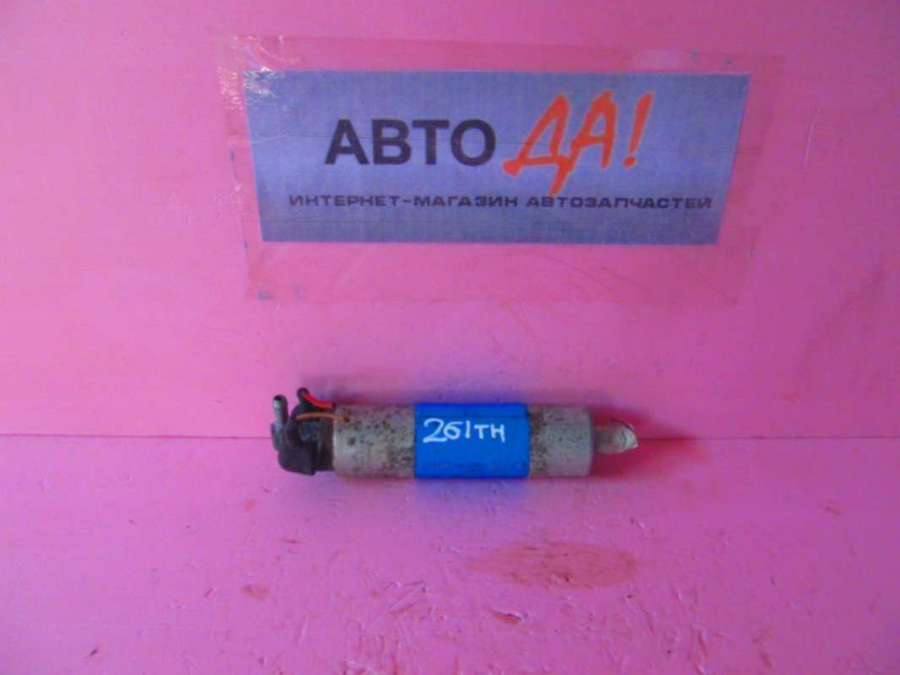 АВТО ДА!
ИНТЕРНЕТ-МАГАЗИН АВТОЗАПЧАСТЕЙ
261TH